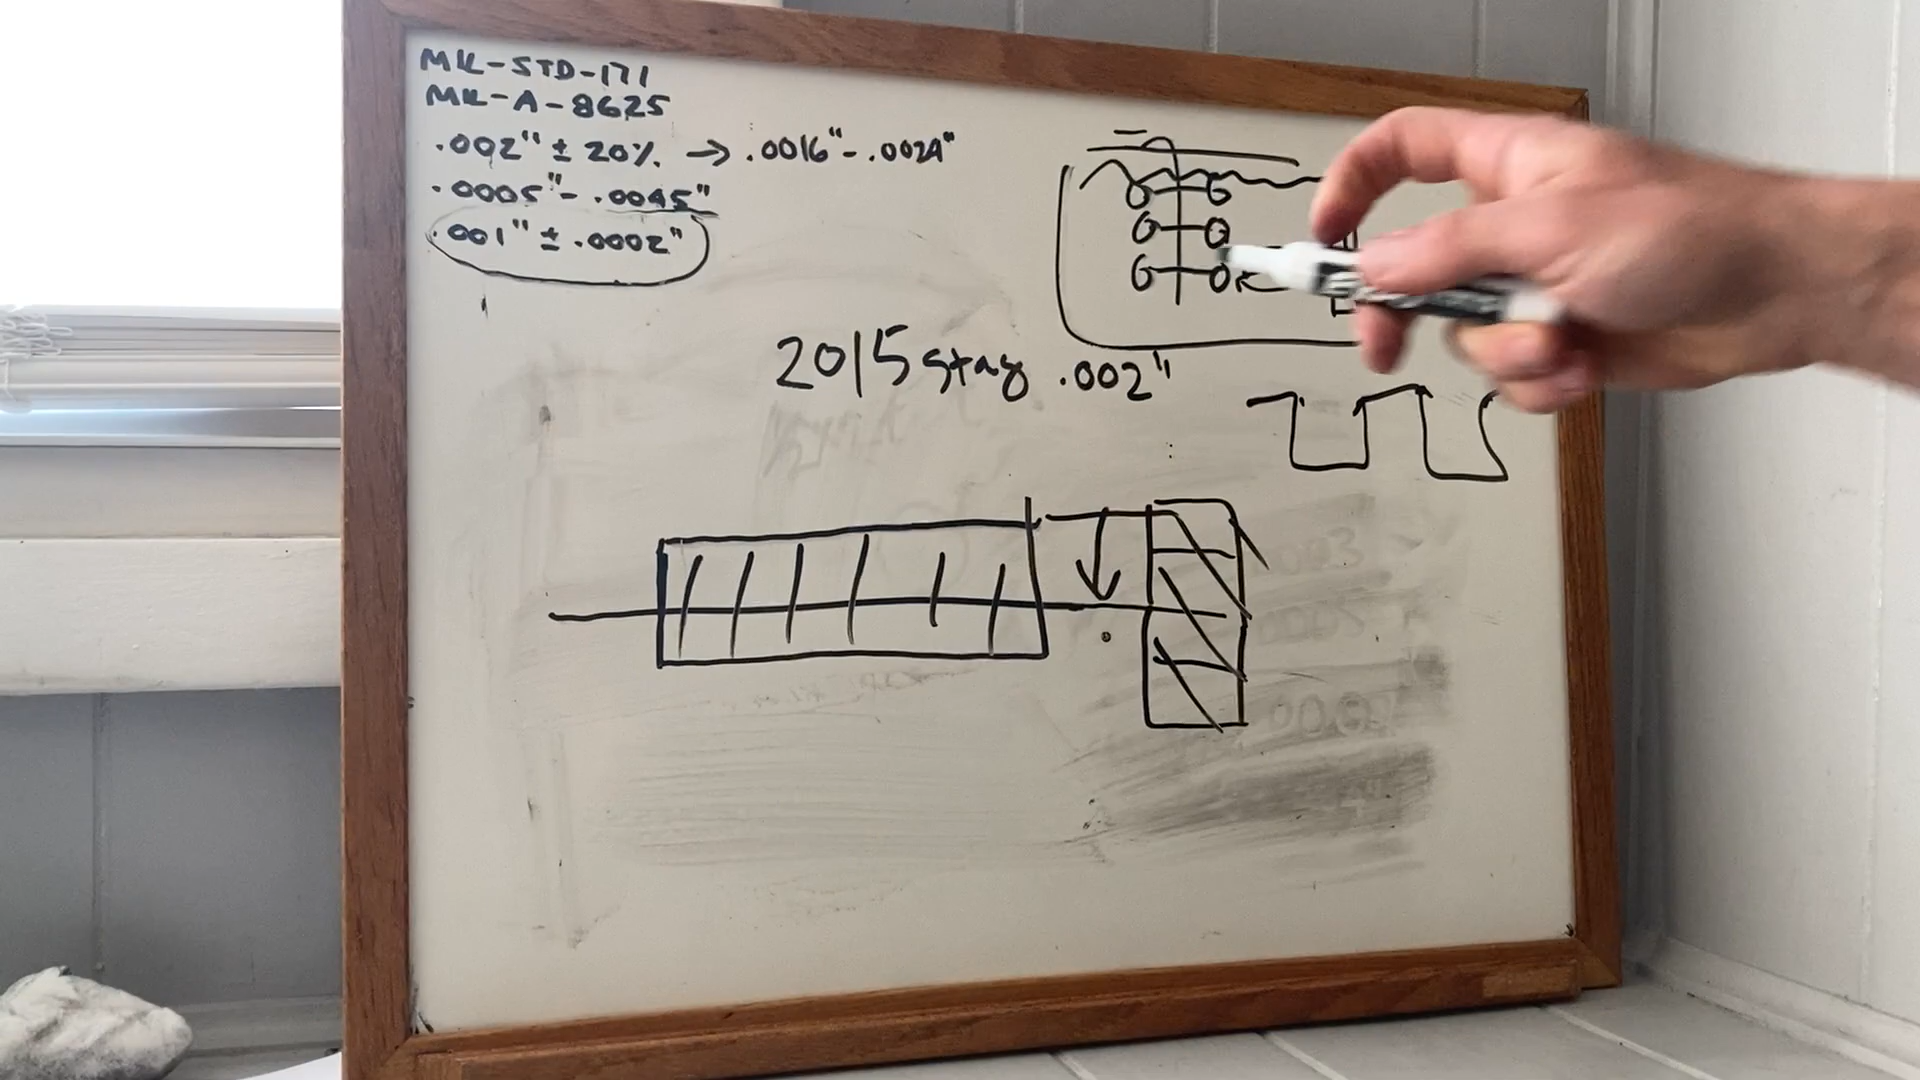 MIL-STD-171
MIL-A-8625
.002" ± 20% → .0016" - .0024"
.0005" - .0045"
.001" ± .0002"
2015 stay .002"